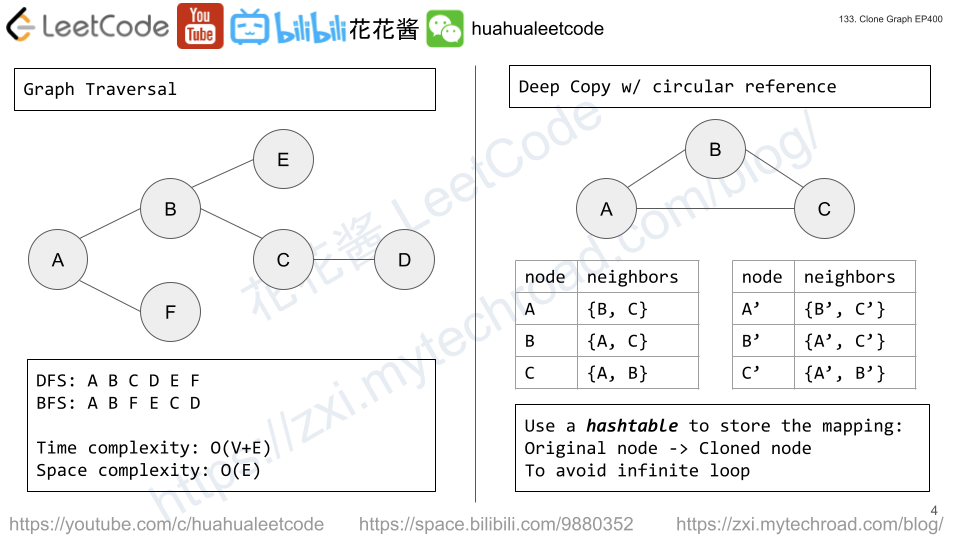 LeetCode You Tube bilibili 花花酱 huahualeetcode
133. Clone Graph EP400
Graph Traversal
E
B
A
C
D
F
DFS: A B C D E F
BFS: A B F E C D
Time complexity: O(V+E)
Space complexity: O(E)
Deep Copy w/ circular reference
B
A
C
node neighbors
A {B, C}
B {A, C}
C {A, B}
node neighbors
A’ {B’, C’}
B’ {A’, C’}
C’ {A’, B’}
Use a hashtable to store the mapping:
Original node -> Cloned node
To avoid infinite loop
花花酱 LeetCode
https://zxi.mytechroad.com/blog/
4
https://youtube.com/c/huahualeetcode https://space.bilibili.com/9880352 https://zxi.mytechroad.com/blog/